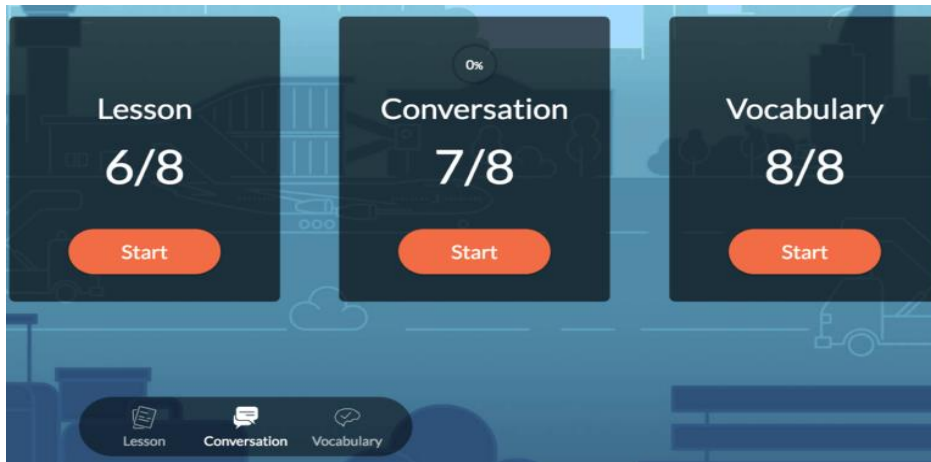 Lesson
6/8
Start
0%
Conversation
7/8
Start
Vocabulary
8/8
Start
Lesson
Conversation
Vocabulary